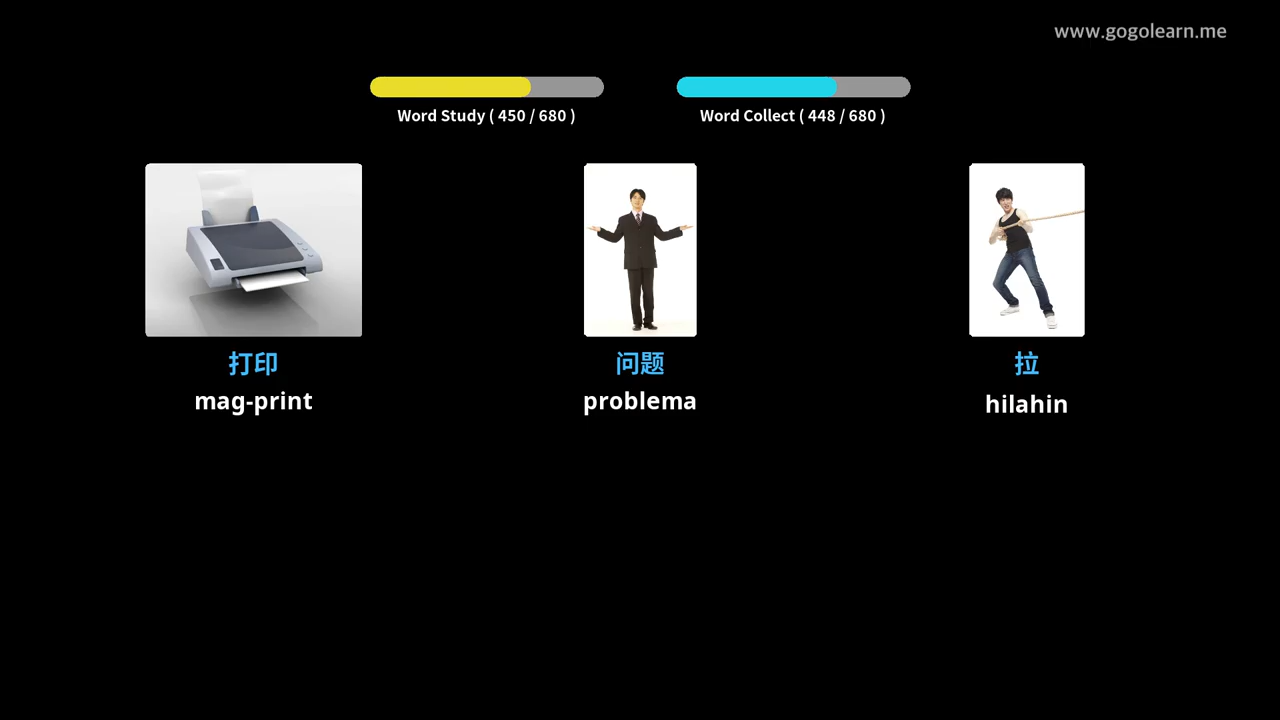 www.gogolearn.me
Word Study ( 450 / 680 )
Word Collect ( 448 / 680 )
打印
mag-print
问题
problema
拉
hilahin